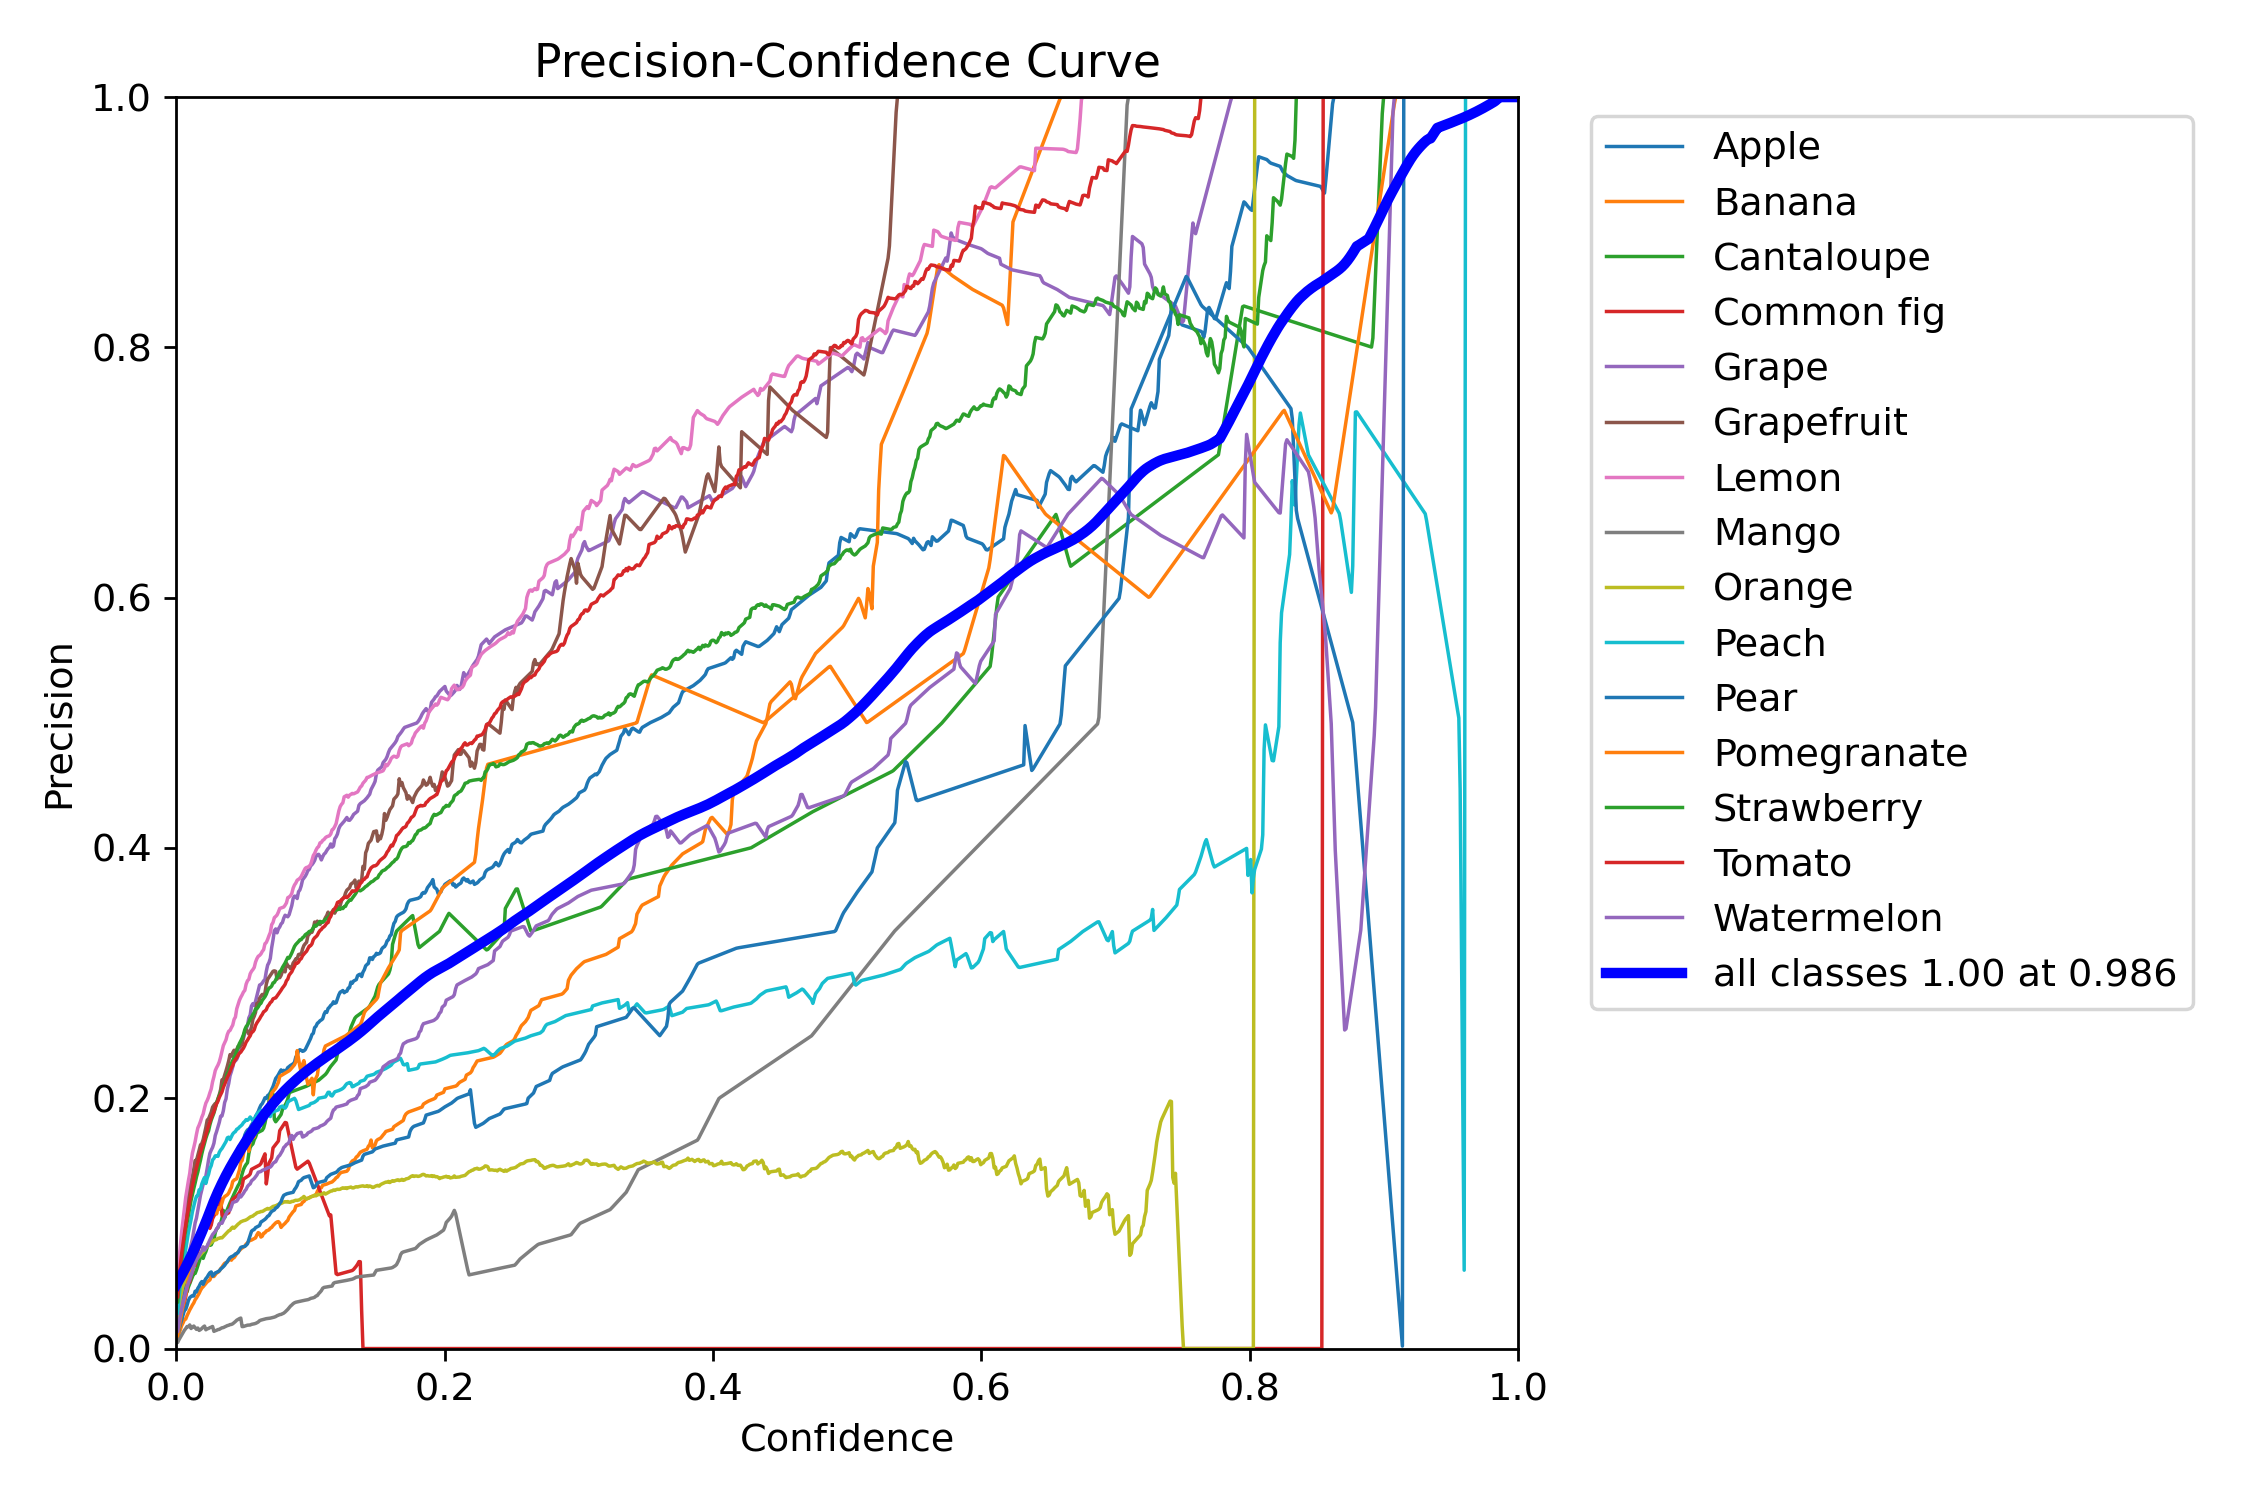 Precision-Confidence Curve
1.0
0.8
0.6
0.4
0.2
0.0
Precision
0.0 0.2 0.4 0.6 0.8 1.0
Confidence
Apple
Banana
Cantaloupe
Common fig
Grape
Grapefruit
Lemon
Mango
Orange
Peach
Pear
Pomegranate
Strawberry
Tomato
Watermelon
all classes 1.00 at 0.986